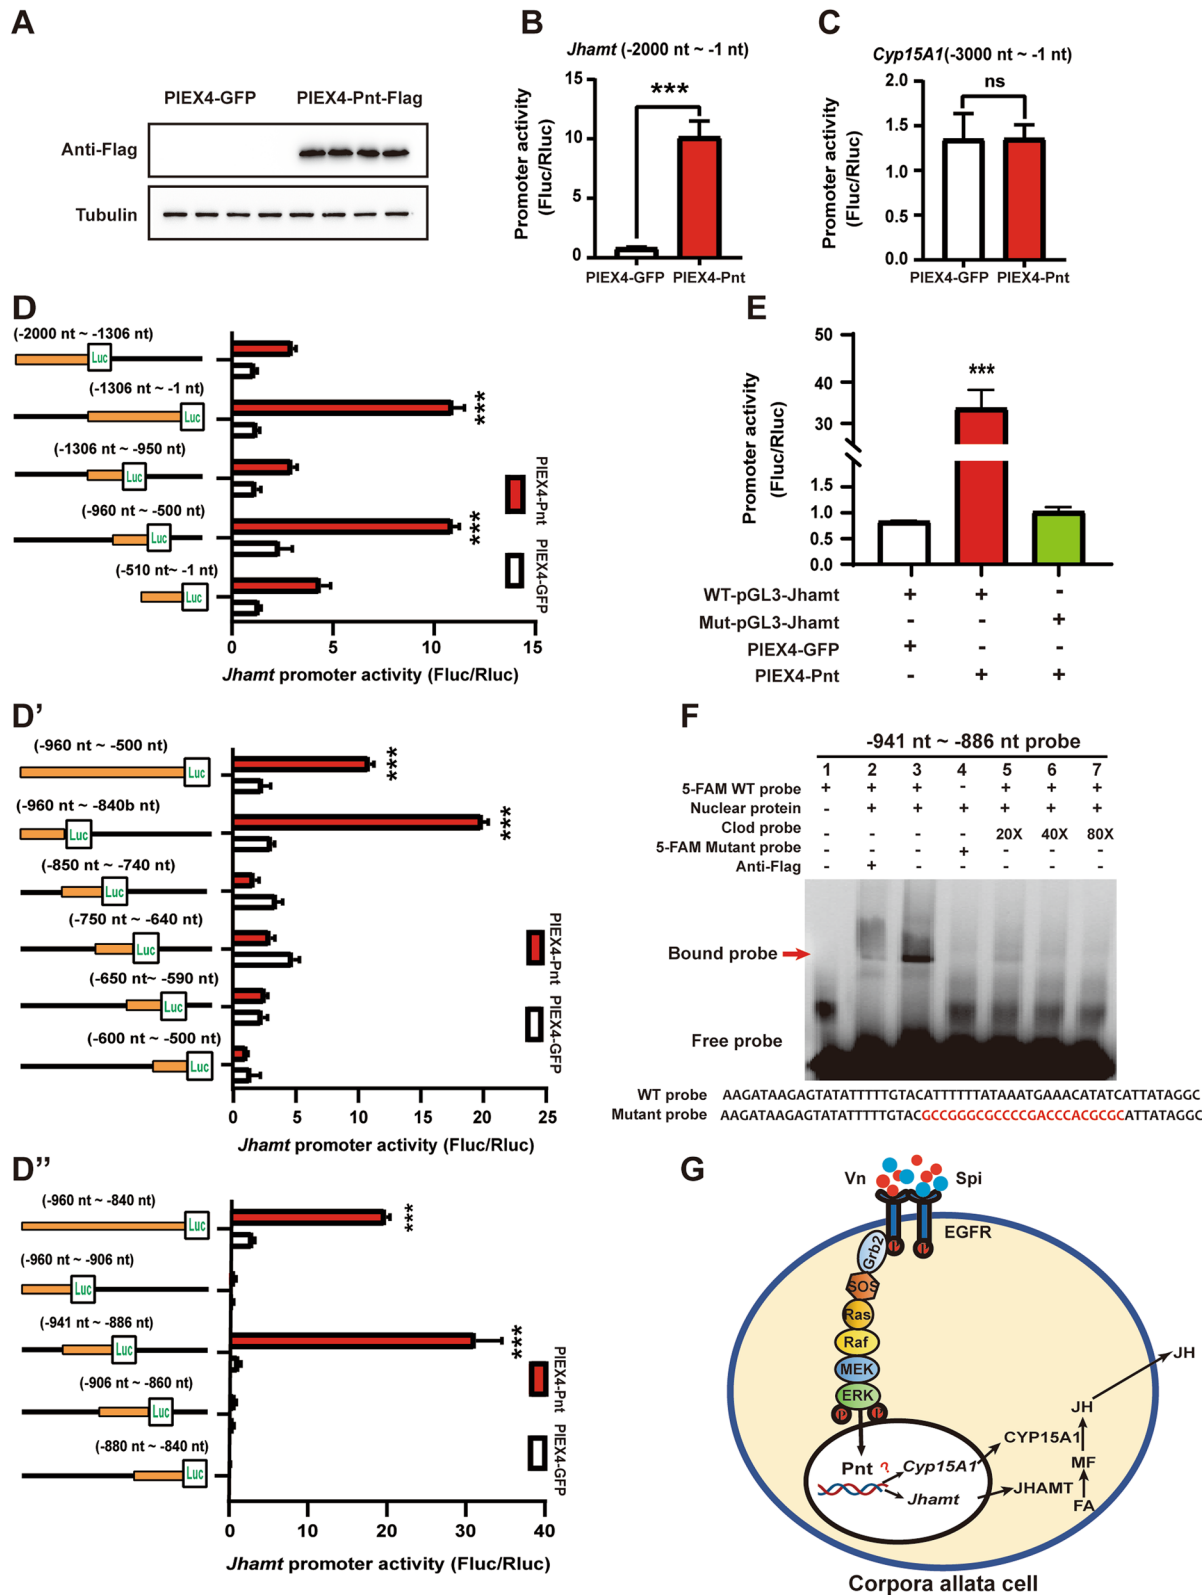 A
PIEX4-GFP PIEX4-Pnt-Flag
Anti-Flag
Tubulin
B
Jhamt (-2000 nt ~ -1 nt)
Promoter activity
(Fluc/Rluc)
15
10
5
0
***
PIEX4-GFP PIEX4-Pnt
C
Cyp15A1(-3000 nt ~ -1 nt)
Promoter activity
(Fluc/Rluc)
2.0
1.5
1.0
0.5
0.0
ns
PIEX4-GFP PIEX4-Pnt
D
(-2000 nt ~ -1306 nt)
Luc
(-1306 nt ~ -1 nt)
Luc
***
(-1306 nt ~ -950 nt)
Luc
(-960 nt ~ -500 nt)
Luc
***
(-510 nt~ -1 nt)
Luc
PIEX4-Pnt
PIEX4-GFP
0 5 10 15
Jhamt promoter activity (Fluc/Rluc)
E
Promoter activity
(Fluc/Rluc)
50
40
30
1.5
1.0
0.5
0.0
***
WT-pGL3-Jhamt + + -
Mut-pGL3-Jhamt - - +
PIEX4-GFP + - -
PIEX4-Pnt - + +
D'
(-960 nt ~ -500 nt)
Luc
***
(-960 nt ~ -840b nt)
Luc
***
(-850 nt ~ -740 nt)
Luc
(-750 nt ~ -640 nt)
Luc
(-650 nt~ -590 nt)
Luc
(-600 nt ~ -500 nt)
Luc
PIEX4-Pnt
PIEX4-GFP
0 5 10 15 20 25
Jhamt promoter activity (Fluc/Rluc)
F
-941 nt ~ -886 nt probe
1 2 3 4 5 6 7
5-FAM WT probe + + + - + + +
Nuclear protein - + + + + + +
Clod probe - - - - 20X 40X 80X
5-FAM Mutant probe - - - + - - -
Anti-Flag - + - - - - -
Bound probe
Free probe
WT probe AAGATAAGAGTATATTTTTGTACATTTTTTATAAATGAAACATATCATTATAGGC
Mutant probe AAGATAAGAGTATATTTTTGTACGCCGGGCGCCCCGACCCACGCGCATTATAGGC
D''
(-960 nt ~ -840 nt)
Luc
***
(-960 nt ~ -906 nt)
Luc
(-941 nt ~ -886 nt)
Luc
***
(-906 nt ~ -860 nt)
Luc
(-880 nt ~ -840 nt)
Luc
PIEX4-Pnt
PIEX4-GFP
0 10 20 30 40
Jhamt promoter activity (Fluc/Rluc)
G
Vn Spi
EGFR
Grb2
SOS
Ras
Raf
MEK
ERK
Pnt ? Cyp15A1
Jhamt
CYP15A1
JHAMT
JH
JH
MF
FA
Corpora allata cell